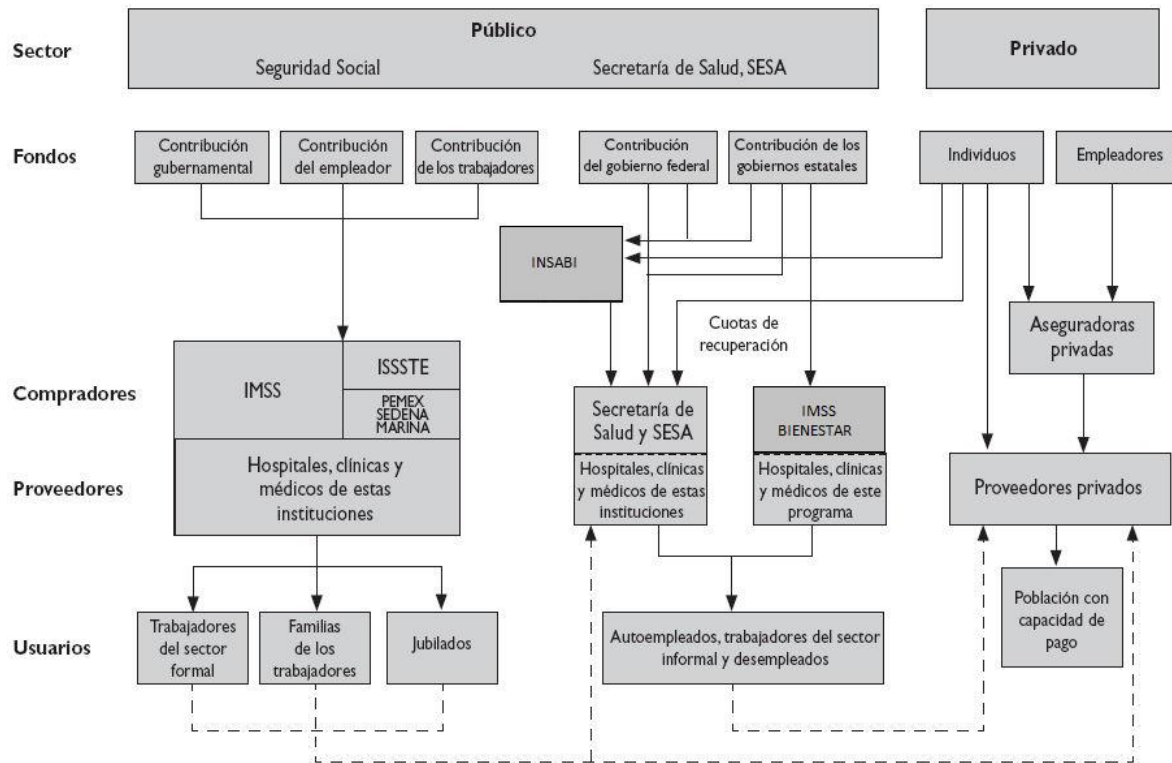 Sector
Público
Seguridad Social
Secretaría de Salud, SESA
Privado
Fondos
Contribución
gubernamental
Contribución
del empleador
Contribución
de los trabajadores
Contribución
del gobierno federal
Contribución de los
gobiernos estatales
Individuos
Empleadores
INSABI
Cuotas de
recuperación
Aseguradoras
privadas
Compradores
IMSS
ISSSTE
PEMEX
SEDENA
MARINA
Secretaría de
Salud y SESA
IMSS
BIENESTAR
Proveedores
Hospitales, clínicas y
médicos de estas
instituciones
Hospitales, clínicas
y médicos de estas
instituciones
Hospitales, clínicas
y médicos de este
programa
Proveedores privados
Usuarios
Trabajadores
del sector
formal
Familias
de los
trabajadores
Jubilados
Autoempleados, trabajadores del sector
informal y desempleados
Población con
capacidad de
pago